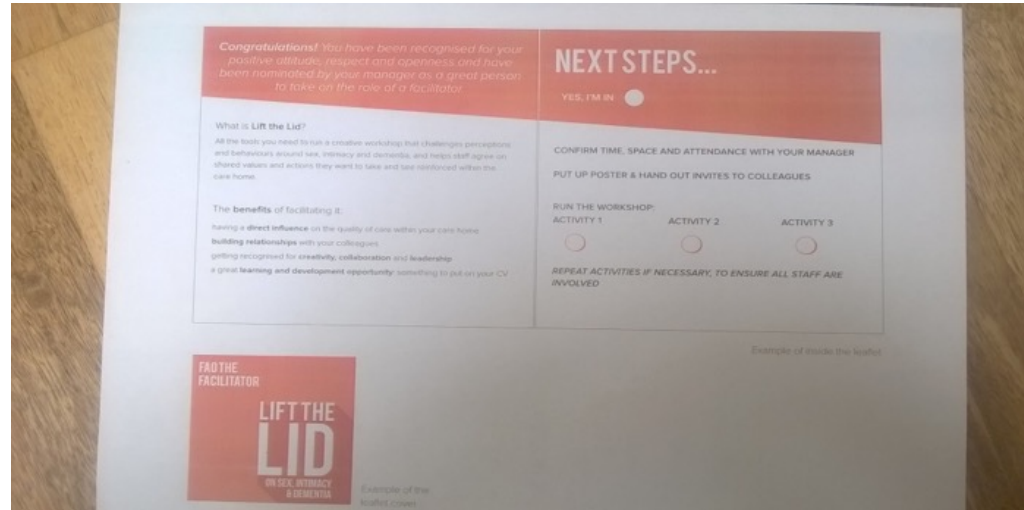 Congratulations! You have been recognised for your
positive attitude, respect and openness and have
been nominated by your manager as a great person
to take on the role of a facilitator
What is Lift the Lid?
All the tools you need to run a creative workshop that challenges perceptions
and behaviours around sex, intimacy and dementia, and helps staff agree on
shared values and actions they want to take and see reinforced within the
care home.
The benefits of facilitating it:
having a direct influence on the quality of care within your care home
building relationships with your colleagues
getting recognised for creativity, collaboration and leadership
a great learning and development opportunity: something to put on your CV
NEXT STEPS...
YES, I'M IN
CONFIRM TIME, SPACE AND ATTENDANCE WITH YOUR MANAGER
PUT UP POSTER & HAND OUT INVITES TO COLLEAGUES
RUN THE WORKSHOP:
ACTIVITY 1 ACTIVITY 2 ACTIVITY 3
REPEAT ACTIVITIES IF NECESSARY, TO ENSURE ALL STAFF ARE
INVOLVED
Example of inside the leaflet
FAO THE
FACILITATOR
LIFT THE
LID
ON SEX, INTIMACY
& DEMENTIA
Example of the
leaflet cover